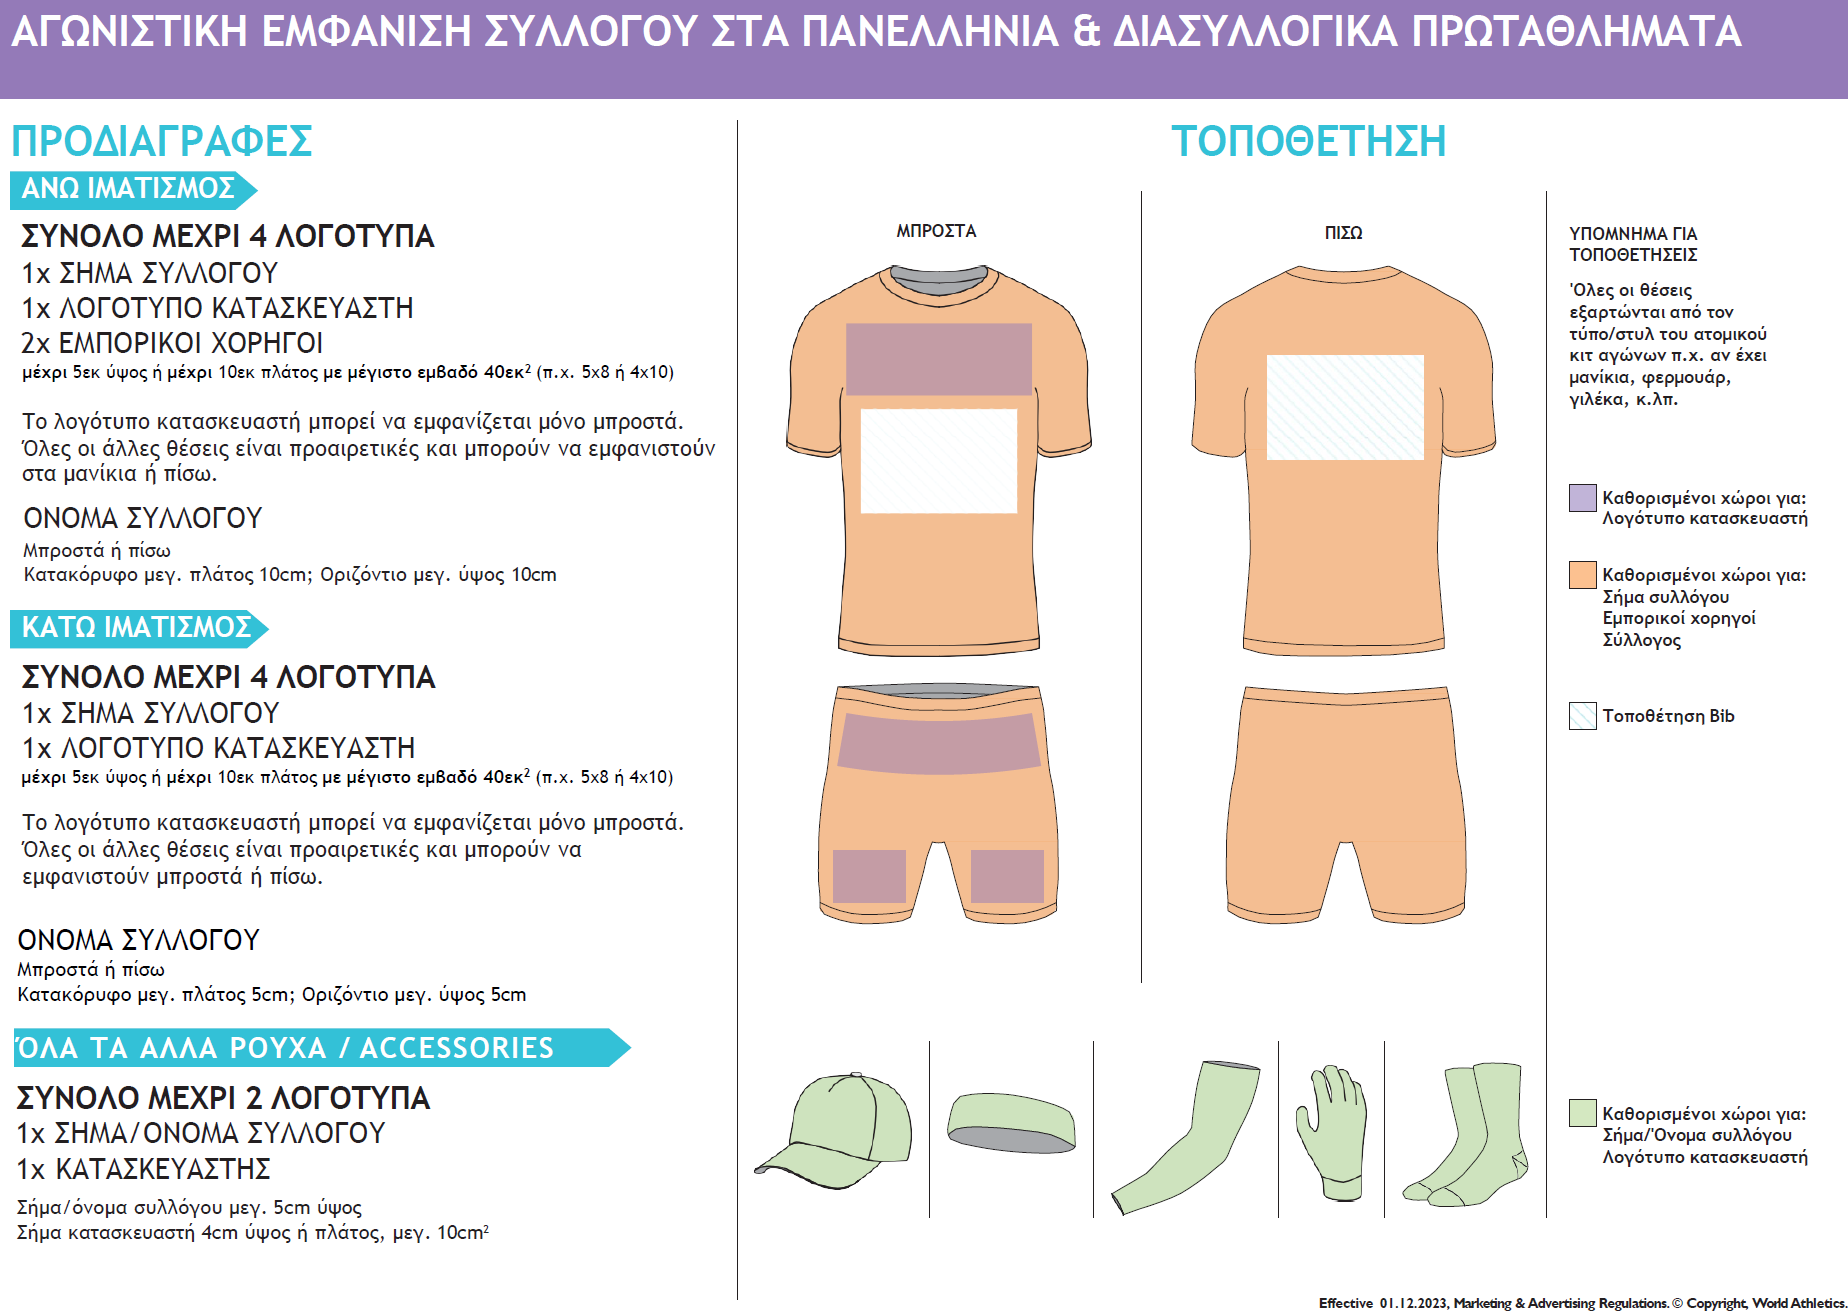 ΑΓΩΝΙΣΤΙΚΗ ΕΜΦΑΝΙΣΗ ΣΥΛΛΟΓΟΥ ΣΤΑ ΠΑΝΕΛΛΗΝΙΑ & ΔΙΑΣΥΛΛΟΓΙΚΑ ΠΡΩΤΑΘΛΗΜΑΤΑ
ΠΡΟΔΙΑΓΡΑΦΕΣ
ΑΝΩ ΙΜΑΤΙΣΜΟΣ
ΣΥΝΟΛΟ ΜΕΧΡΙ 4 ΛΟΓΟΤΥΠΑ
1x ΣΗΜΑ ΣΥΛΛΟΓΟΥ
1x ΛΟΓΟΤΥΠΟ ΚΑΤΑΣΚΕΥΑΣΤΗ
2x ΕΜΠΟΡΙΚΟΙ ΧΟΡΗΓΟΙ
μέχρι 5εκ ύψος ή μέχρι 10εκ πλάτος με μέγιστο εμβαδό 40εκ² (π.χ. 5x8 ή 4x10)
Το λογότυπο κατασκευαστή μπορεί να εμφανίζεται μόνο μπροστά.
Όλες οι άλλες θέσεις είναι προαιρετικές και μπορούν να εμφανιστούν
στα μανίκια ή πίσω.
ΟΝΟΜΑ ΣΥΛΛΟΓΟΥ
Μπροστά ή πίσω
Κατακόρυφο μεγ. πλάτος 10cm; Οριζόντιο μεγ. ύψος 10cm
ΚΑΤΩ ΙΜΑΤΙΣΜΟΣ
ΣΥΝΟΛΟ ΜΕΧΡΙ 4 ΛΟΓΟΤΥΠΑ
1x ΣΗΜΑ ΣΥΛΛΟΓΟΥ
1x ΛΟΓΟΤΥΠΟ ΚΑΤΑΣΚΕΥΑΣΤΗ
μέχρι 5εκ ύψος ή μέχρι 10εκ πλάτος με μέγιστο εμβαδό 40εκ² (π.χ. 5x8 ή 4x10)
Το λογότυπο κατασκευαστή μπορεί να εμφανίζεται μόνο μπροστά.
Όλες οι άλλες θέσεις είναι προαιρετικές και μπορούν να
εμφανιστούν μπροστά ή πίσω.
ΟΝΟΜΑ ΣΥΛΛΟΓΟΥ
Μπροστά ή πίσω
Κατακόρυφο μεγ. πλάτος 5cm; Οριζόντιο μεγ. ύψος 5cm
ΌΛΑ ΤΑ ΑΛΛΑ ΡΟΥΧΑ / ACCESSORIES
ΣΥΝΟΛΟ ΜΕΧΡΙ 2 ΛΟΓΟΤΥΠΑ
1x ΣΗΜΑ/ΟΝΟΜΑ ΣΥΛΛΟΓΟΥ
1x ΚΑΤΑΣΚΕΥΑΣΤΗΣ
Σήμα/όνομα συλλόγου μεγ. 5cm ύψος
Σήμα κατασκευαστή 4cm ύψος ή πλάτος, μεγ. 10cm²
ΤΟΠΟΘΕΤΗΣΗ
ΜΠΡΟΣΤΑ
ΠΙΣΩ
ΥΠΟΜΝΗΜΑ ΓΙΑ
ΤΟΠΟΘΕΤΗΣΕΙΣ
'Ολες οι θέσεις
εξαρτώνται από τον
τύπο/στυλ του ατομικού
κιτ αγώνων π.χ. αν έχει
μανίκια, φερμουάρ,
γιλέκα, κ.λπ.
Καθορισμένοι χώροι για:
Λογότυπο κατασκευαστή
Καθορισμένοι χώροι για:
Σήμα συλλόγου
Εμπορικοί χορηγοί
Σύλλογος
Τοποθέτηση Bib
Καθορισμένοι χώροι για:
Σήμα/'Ονομα συλλόγου
Λογότυπο κατασκευαστή
Effective 01.12.2023, Marketing & Advertising Regulations. © Copyright, World Athletics.